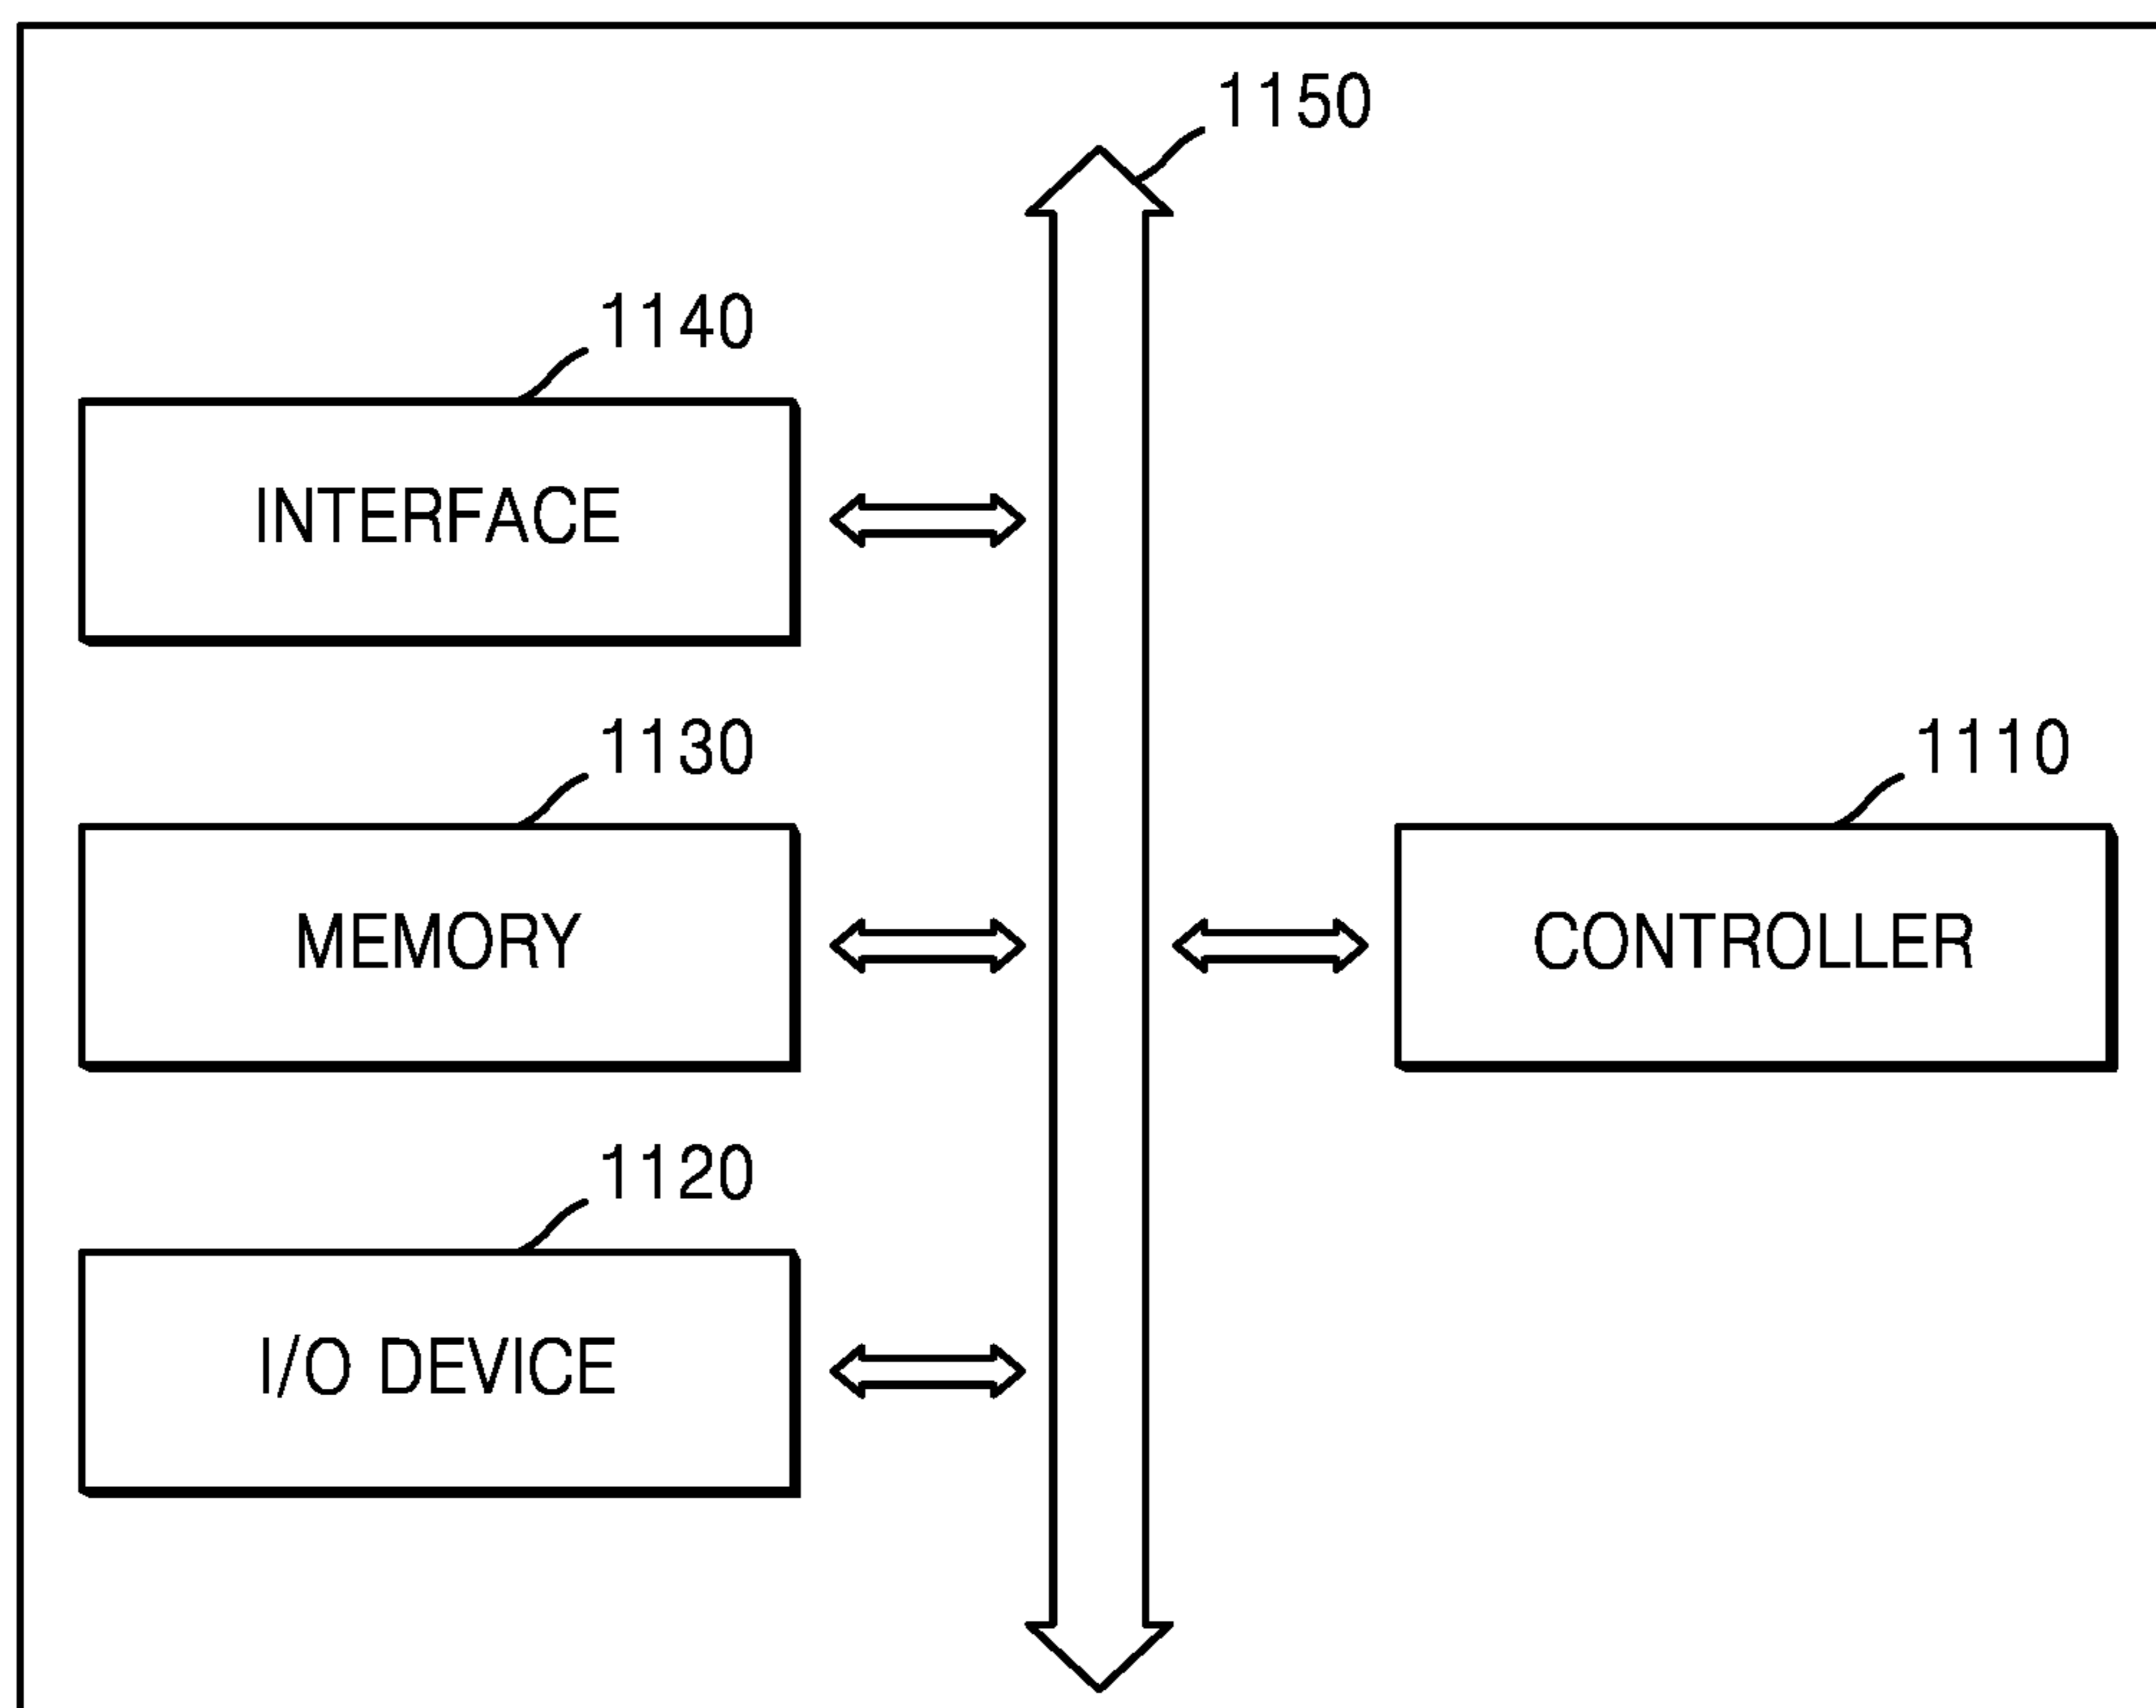 1150
1140
INTERFACE
1130
1110
MEMORY
CONTROLLER
1120
I/O DEVICE